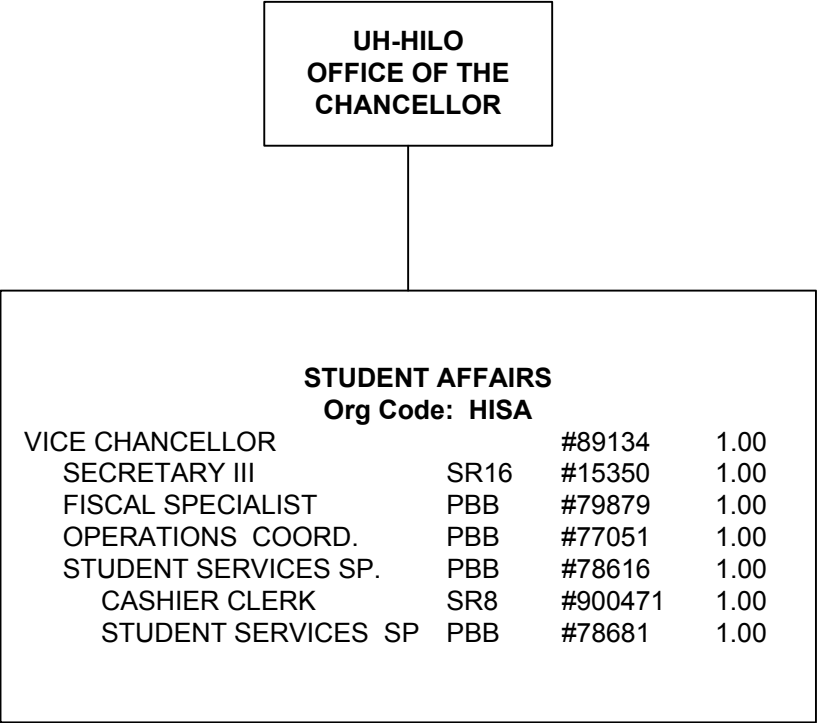 UH-HILO
OFFICE OF THE
CHANCELLOR
STUDENT AFFAIRS
Org Code:  HISA
VICE CHANCELLOR #89134 1.00
SECRETARY III SR16 #15350 1.00
FISCAL SPECIALIST PBB #79879 1.00
OPERATIONS  COORD. PBB #77051 1.00
STUDENT SERVICES SP. PBB #78616 1.00
CASHIER CLERK SR8 #900471 1.00
STUDENT SERVICES  SP PBB #78681 1.00